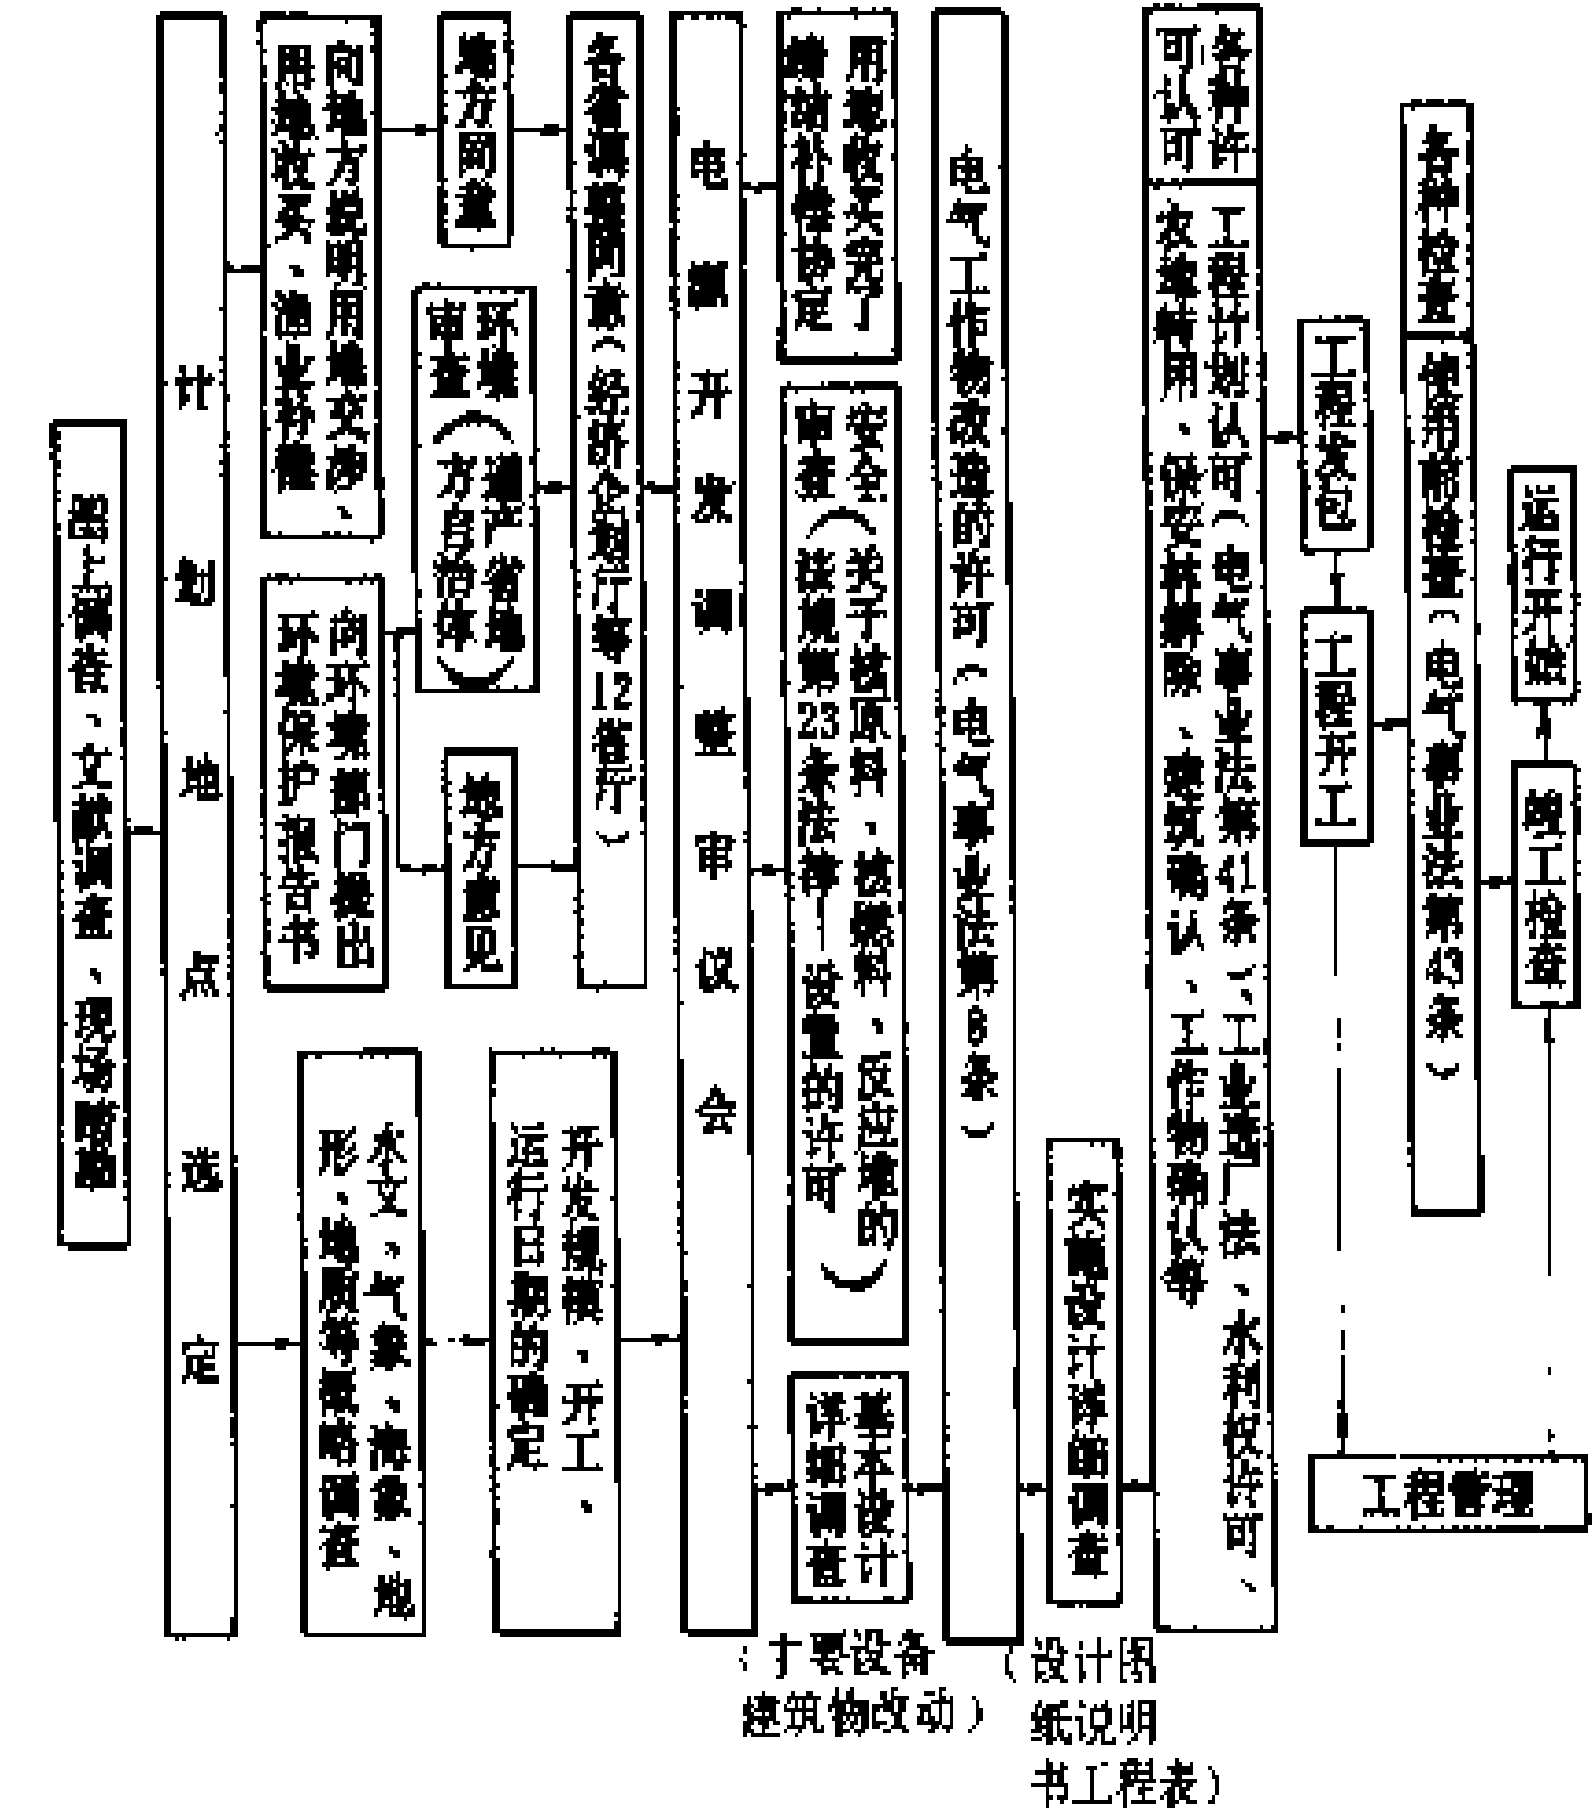 图上操作、文献调查、现场踏勘
计划地点选定
向地方说明用地交涉、
用地收买、渔业补偿
向环境部门提出
环境保护报告书
水文、气象、海象、地
形、地质等概略调查
地方同意
环境
审查
(通产省地
方自治体)
地方意见
开发规模、开工、
运行日期的确定
各省调整同意(经济企划厅等12省厅)
电源开发调整审议会
用地收买完了
渔业补偿协定
安全
审查
(关于核原料、核燃料、反应堆的
法规第23条法律—设置的许可)
基本设计
详细调查
(主要设备
建筑物改动)
电气工作物改动的许可(电气事业法第8条)
实施设计详细调查
(设计图
纸说明
书工程表)
各种许
可认可
工程计划认可(电气事业法第41条)、工业选厂法、水利权许可、
农地转用、保安林解除、建筑确认、工作物确认等
工程发包
工程开工
各种检查
使用前检查(电气事业法第43条)
竣工检查
运行开始
工程管理